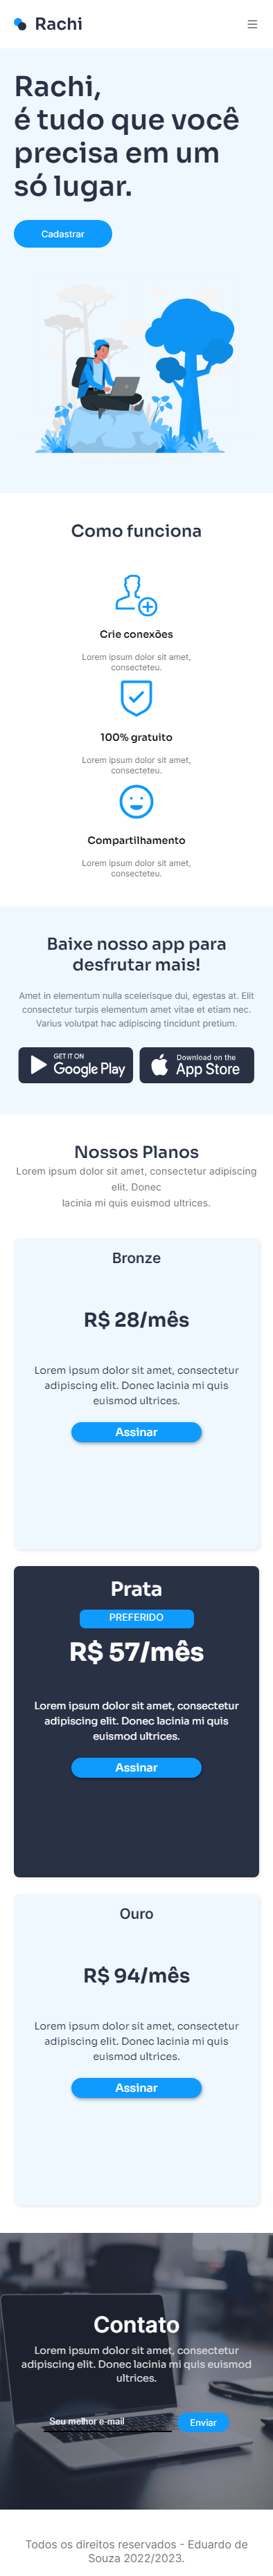 Rachi
Rachi,
é tudo que você
precisa em um
só lugar.
Cadastrar
Como funciona
Crie conexões
Lorem ipsum dolor sit amet,
consecteteu.
100% gratuito
Lorem ipsum dolor sit amet,
consecteteu.
Compartilhamento
Lorem ipsum dolor sit amet,
consecteteu.
Baixe nosso app para
desfrutar mais!
Amet in elementum nulla scelerisque dui, egestas at. Elit
consectetur turpis elementum amet vitae et etiam nec.
Varius volutpat hac adipiscing tincidunt pretium.
GET IT ON
Google Play
Download on the
App Store
Nossos Planos
Lorem ipsum dolor sit amet, consectetur adipiscing
elit. Donec
lacinia mi quis euismod ultrices.
Bronze
R$ 28/mês
Lorem ipsum dolor sit amet, consectetur
adipiscing elit. Donec lacinia mi quis
euismod ultrices.
Assinar
Prata
PREFERIDO
R$ 57/mês
Lorem ipsum dolor sit amet, consectetur
adipiscing elit. Donec lacinia mi quis
euismod ultrices.
Assinar
Ouro
R$ 94/mês
Lorem ipsum dolor sit amet, consectetur
adipiscing elit. Donec lacinia mi quis
euismod ultrices.
Assinar
Contato
Lorem ipsum dolor sit amet, consectetur
adipiscing elit. Donec lacinia mi quis euismod
ultrices.
Seu melhor e-mail
Enviar
Todos os direitos reservados - Eduardo de
Souza 2022/2023.